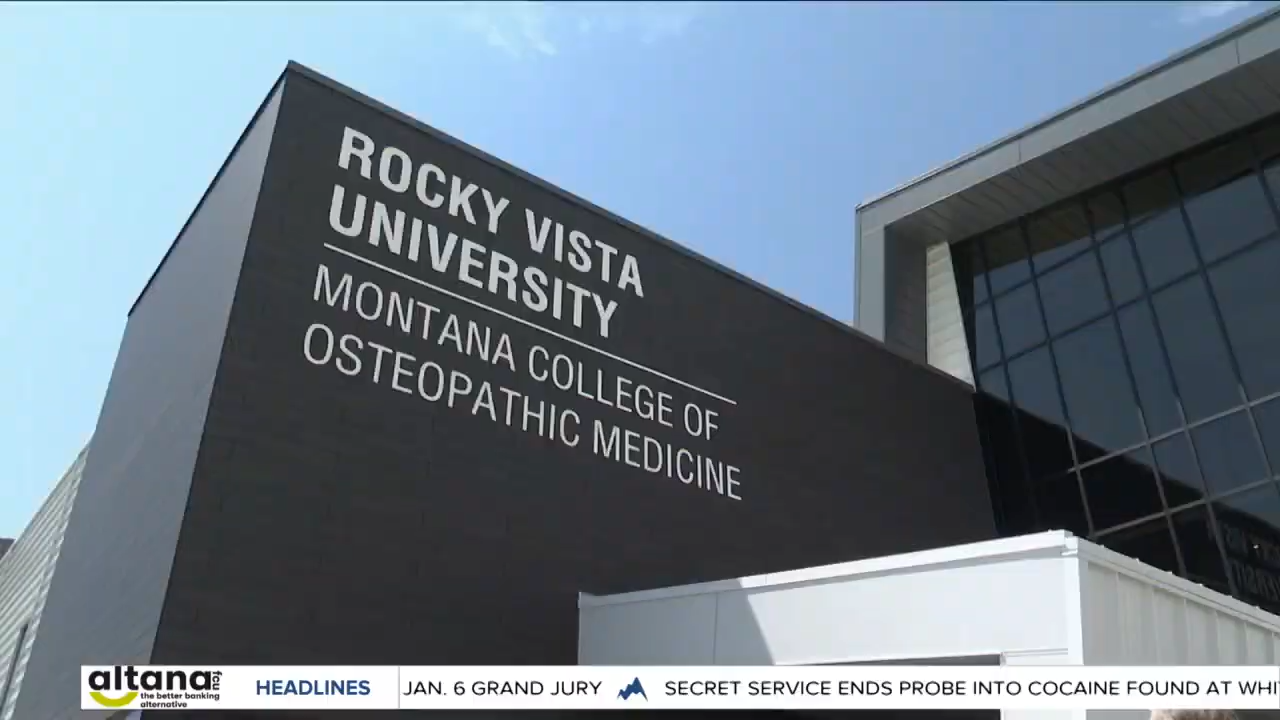 ROCKY VISTA
UNIVERSITY
MONTANA COLLEGE OF
OSTEOPATHIC MEDICINE
altana
the better banking
alternative
HEADLINES
JAN. 6 GRAND JURY
SECRET SERVICE ENDS PROBE INTO COCAINE FOUND AT WHI